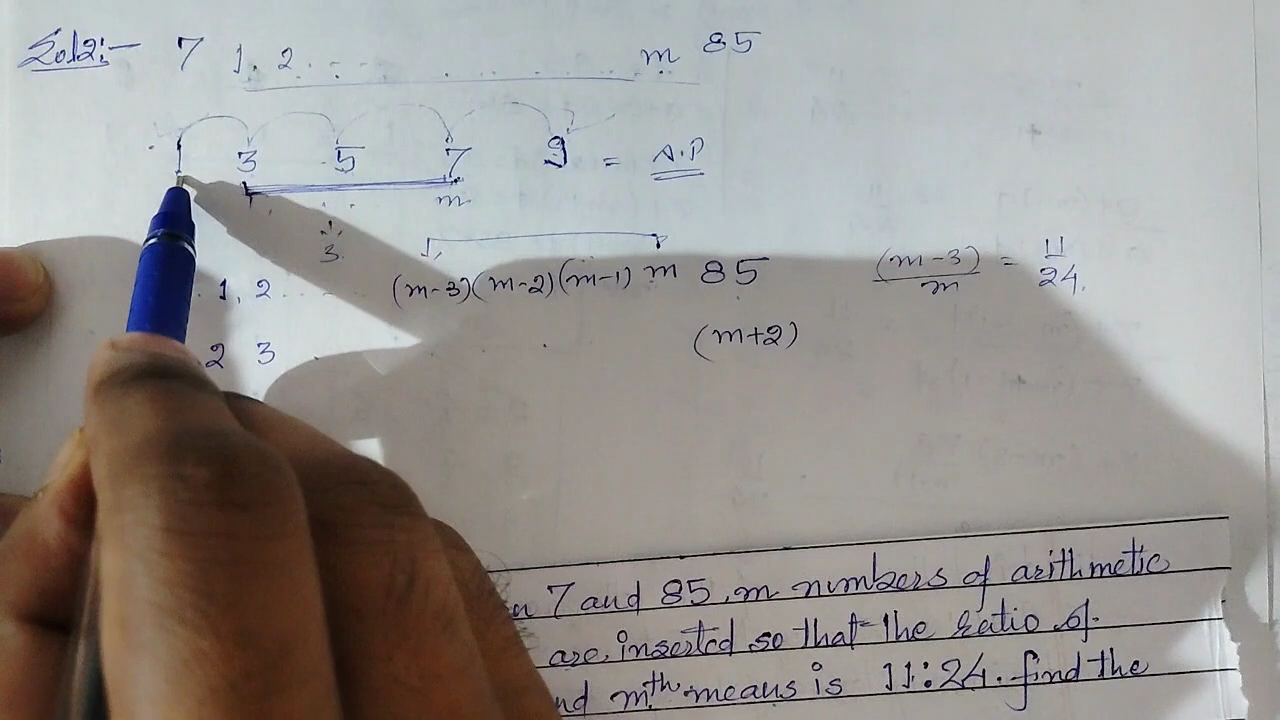 Sol2:- 7 1, 2 ............ m 85
1 3 5 7 9 = A.P
1, ... m
3.
1, 2 ...... (m-3)(m-2)(m-1) m 85 (m-3)/m = 11/24.
2 3 ...... (m+2)
7 and 85, m numbers of arithmetic
are inserted so that the ratio of
mth means is 11:24. find the